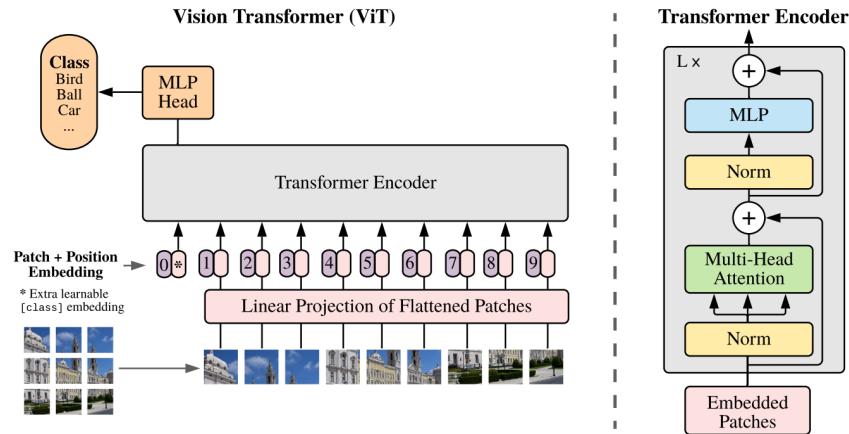 Vision Transformer (ViT)
Class
Bird
Ball
Car
...
MLP
Head
Transformer Encoder
Patch + Position
Embedding
0 * 1 2 3 4 5 6 7 8 9
* Extra learnable
[class] embedding
Linear Projection of Flattened Patches
Transformer Encoder
L ×
+
MLP
Norm
+
Multi-Head
Attention
Norm
Embedded
Patches